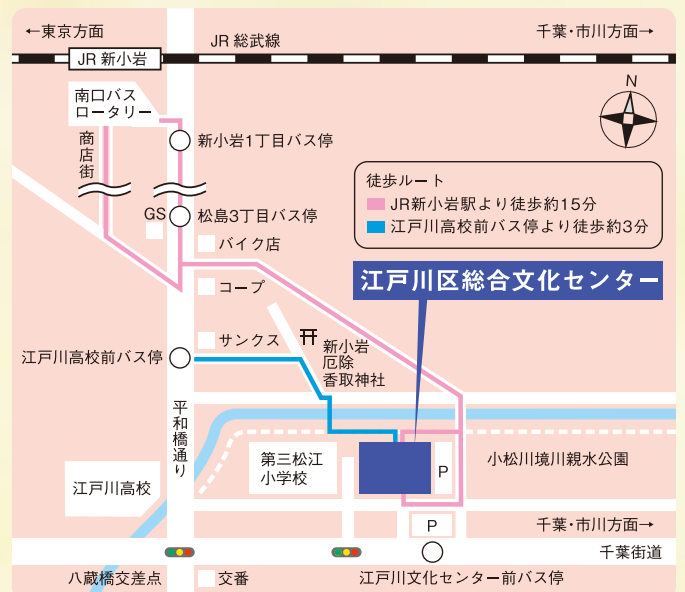 ←東京方面
JR 総武線
千葉・市川方面→
JR 新小岩
N
南口バス
ロータリー
商店街
新小岩1丁目バス停
徒歩ルート
JR新小岩駅より徒歩約15分
江戸川高校前バス停より徒歩約3分
GS
松島3丁目バス停
バイク店
江戸川区総合文化センター
コープ
サンクス
新小岩
厄除
香取神社
江戸川高校前バス停
平和橋通り
第三松江
小学校
P
小松川境川親水公園
江戸川高校
P
千葉・市川方面→
千葉街道
八蔵橋交差点
交番
江戸川文化センター前バス停